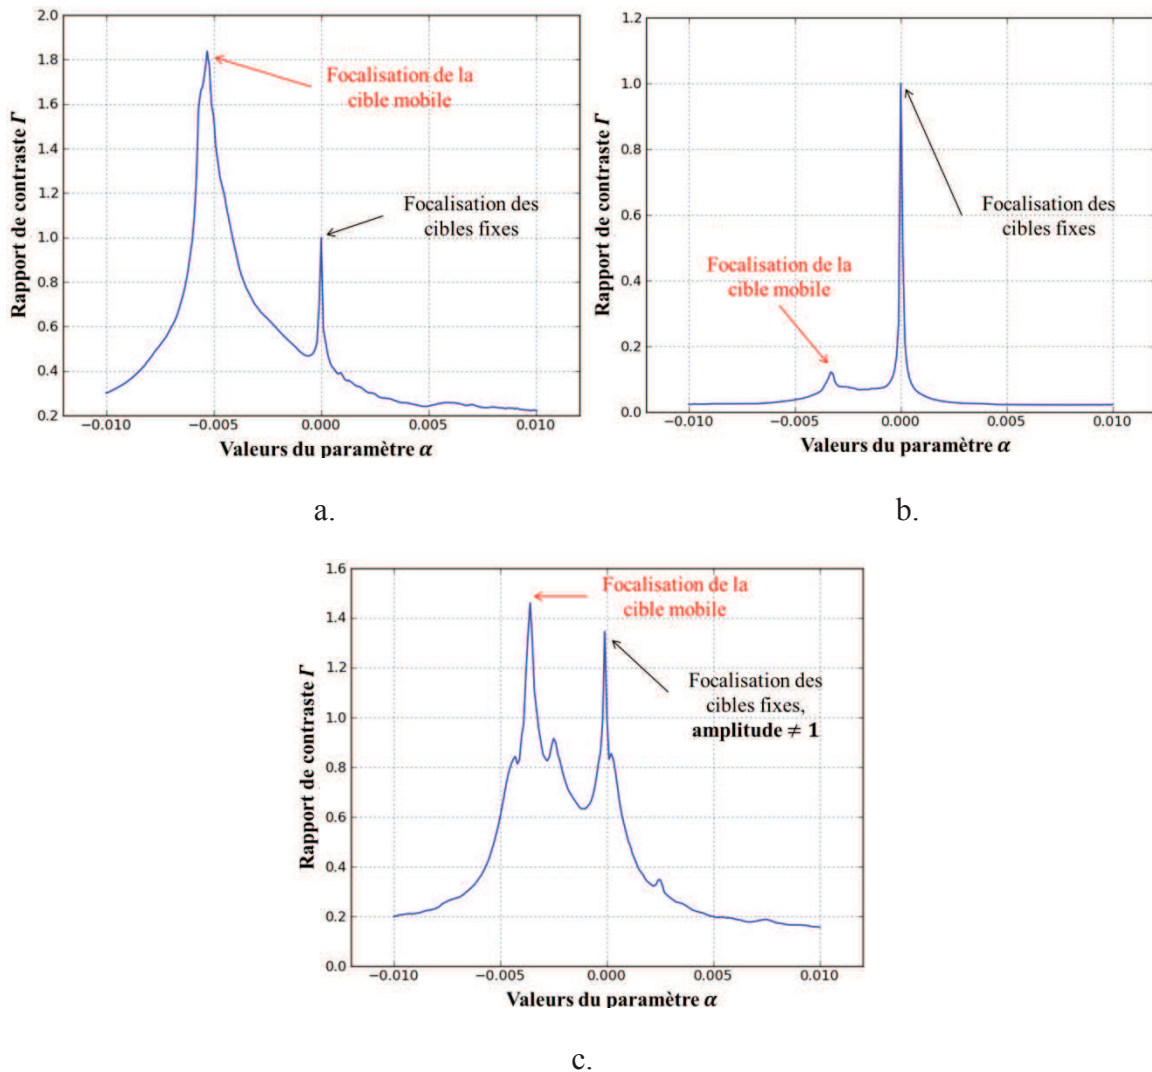 2.0
1.8
1.6
1.4
1.2
1.0
0.8
0.6
0.4
0.2
Rapport de contraste Γ
Focalisation de la
cible mobile
Focalisation des
cibles fixes
−0.010
−0.005
0.000
0.005
0.010
Valeurs du paramètre α
a.
1.2
1.0
0.8
0.6
0.4
0.2
0.0
Rapport de contraste Γ
Focalisation des
cibles fixes
Focalisation de la
cible mobile
−0.010
−0.005
0.000
0.005
0.010
Valeurs du paramètre α
b.
1.6
1.4
1.2
1.0
0.8
0.6
0.4
0.2
0.0
Rapport de contraste Γ
Focalisation de la
cible mobile
Focalisation des
cibles fixes,
amplitude ≠ 1
−0.010
−0.005
0.000
0.005
0.010
Valeurs du paramètre α
c.